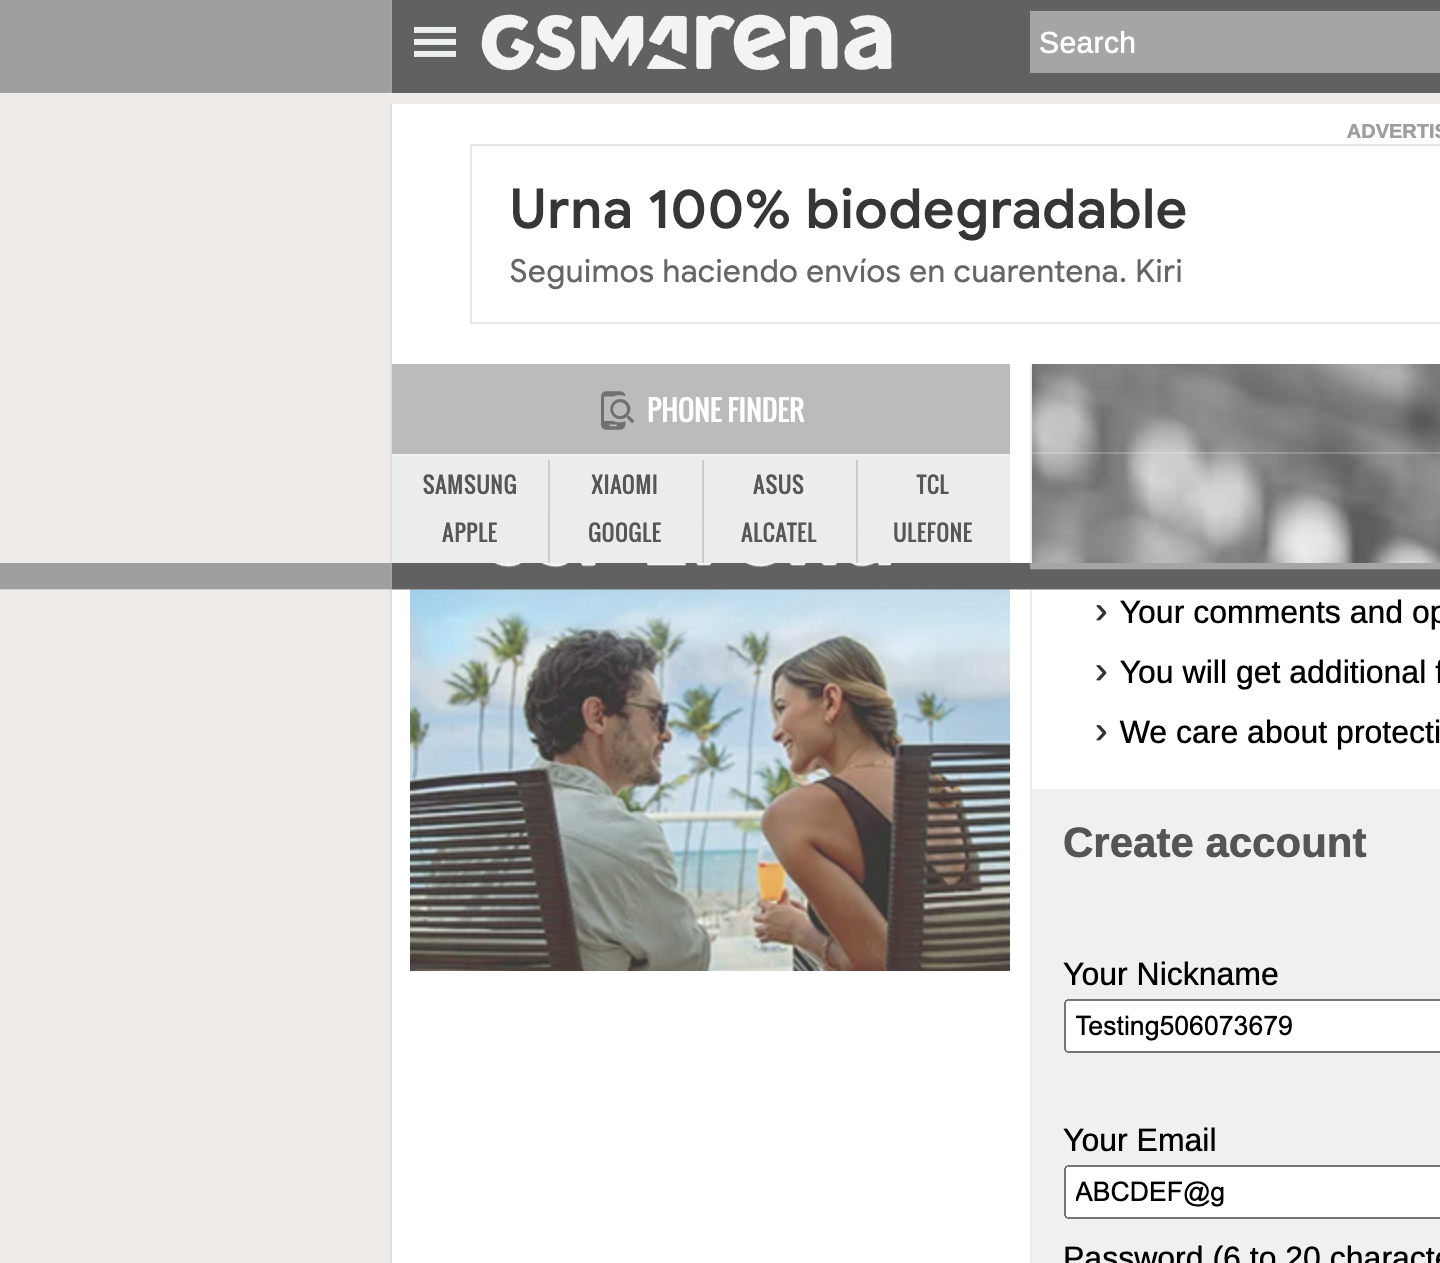 GSMArena
Search
ADVERTIS
Urna 100% biodegradable
Seguimos haciendo envíos en cuarentena. Kiri
PHONE FINDER
SAMSUNG XIAOMI ASUS TCL
APPLE GOOGLE ALCATEL ULEFONE
› Your comments and op
› You will get additional f
› We care about protecti
Create account
Your Nickname
Testing506073679
Your Email
ABCDEF@g
Password (6 to 20 characte